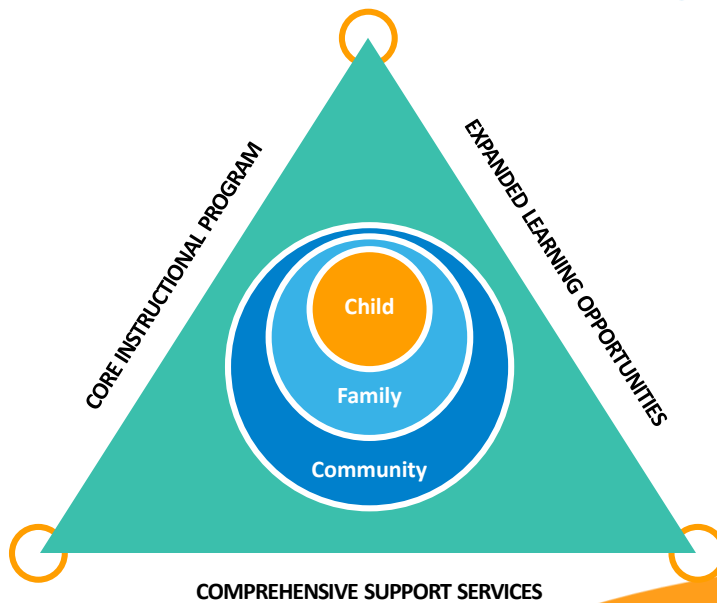 CORE INSTRUCTIONAL PROGRAM
EXPANDED LEARNING OPPORTUNITIES
Child
Family
Community
COMPREHENSIVE SUPPORT SERVICES